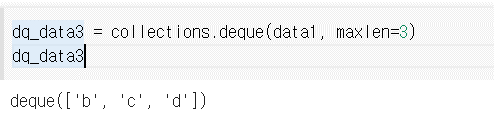 dq_data3 = collections.deque(data1, maxlen=3)
dq_data3
deque(['b', 'c', 'd'])